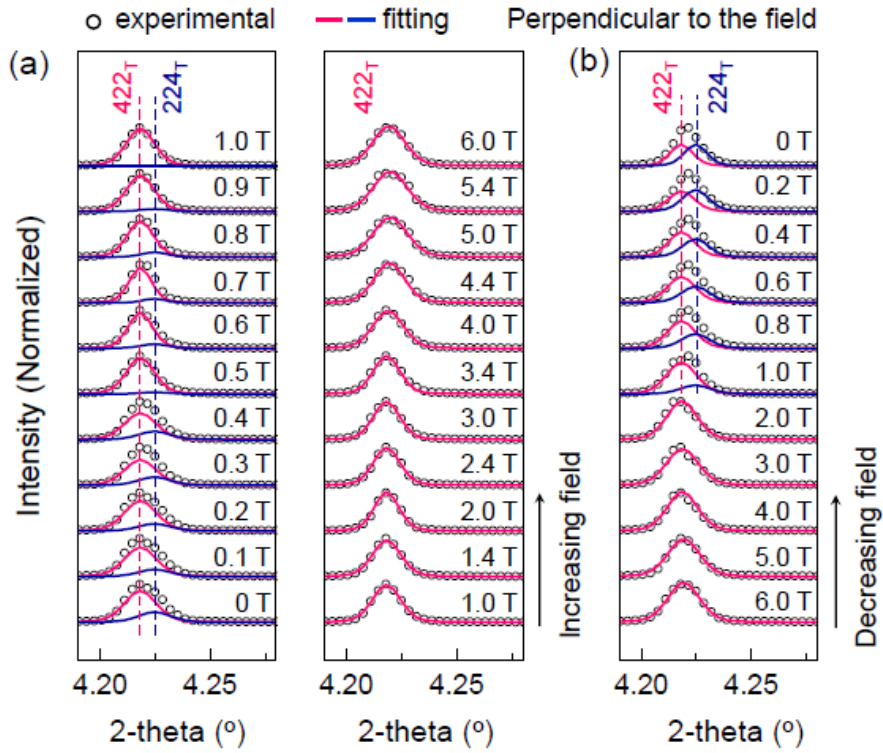 experimental fitting Perpendicular to the field
(a) 422T 224T 422T (b) 422T 224T
1.0 T 6.0 T 0 T
0.9 T 5.4 T 0.2 T
0.8 T 5.0 T 0.4 T
0.7 T 4.4 T 0.6 T
0.6 T 4.0 T 0.8 T
0.5 T 3.4 T 1.0 T
0.4 T 3.0 T 2.0 T
0.3 T 2.4 T 3.0 T
0.2 T 2.0 T 4.0 T
0.1 T 1.4 T 5.0 T
0 T 1.0 T 6.0 T
Intensity (Normalized)
Increasing field
Decreasing field
4.20 4.25 4.20 4.25 4.20 4.25
2-theta (º) 2-theta (º) 2-theta (º)